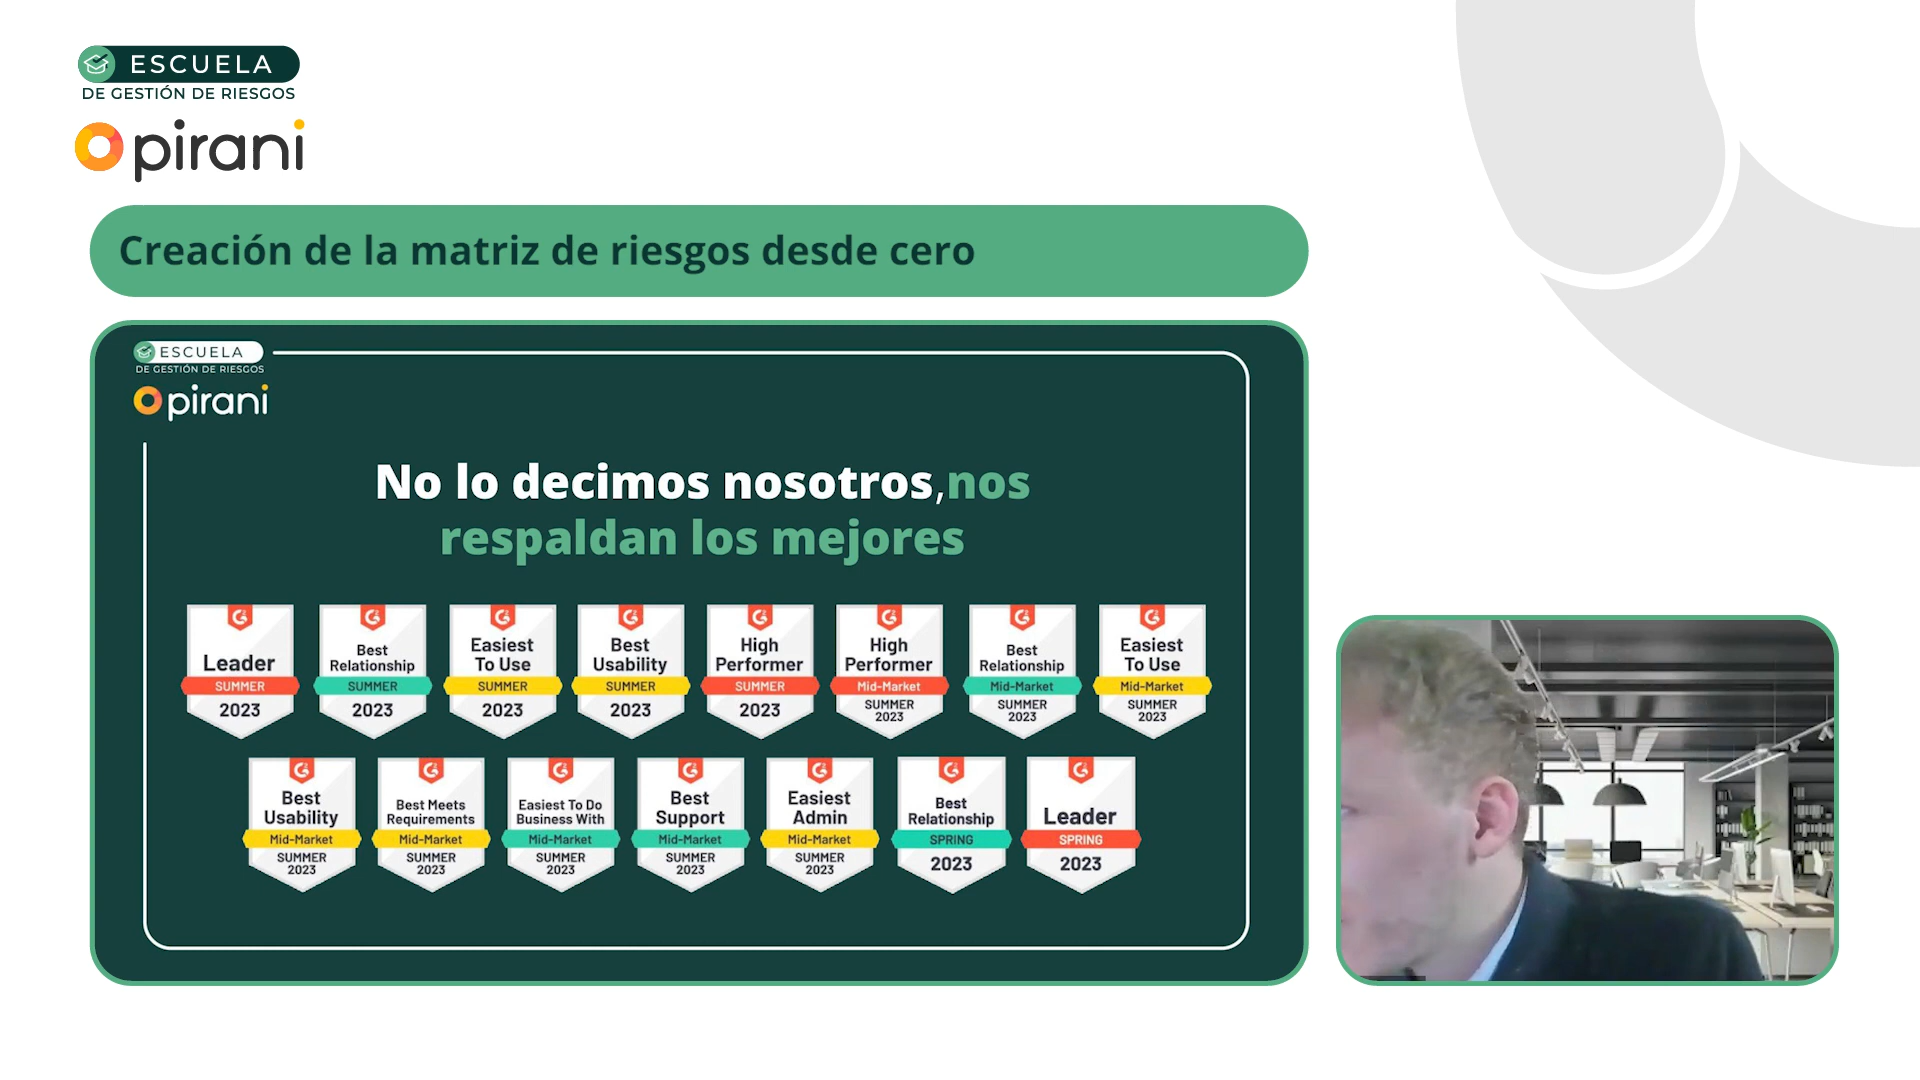 ESCUELA
DE GESTIÓN DE RIESGOS
pirani
Creación de la matriz de riesgos desde cero
ESCUELA
DE GESTIÓN DE RIESGOS
pirani
No lo decimos nosotros,nos
respaldan los mejores
Leader
SUMMER
2023
Best
Relationship
SUMMER
2023
Easiest
To Use
SUMMER
2023
Best
Usability
SUMMER
2023
High
Performer
SUMMER
2023
High
Performer
Mid-Market
SUMMER
2023
Best
Relationship
Mid-Market
SUMMER
2023
Easiest
To Use
Mid-Market
SUMMER
2023
Best
Usability
Mid-Market
SUMMER
2023
Best Meets
Requirements
Mid-Market
SUMMER
2023
Easiest To Do
Business With
Mid-Market
SUMMER
2023
Best
Support
Mid-Market
SUMMER
2023
Easiest
Admin
Mid-Market
SUMMER
2023
Best
Relationship
SPRING
2023
Leader
SPRING
2023